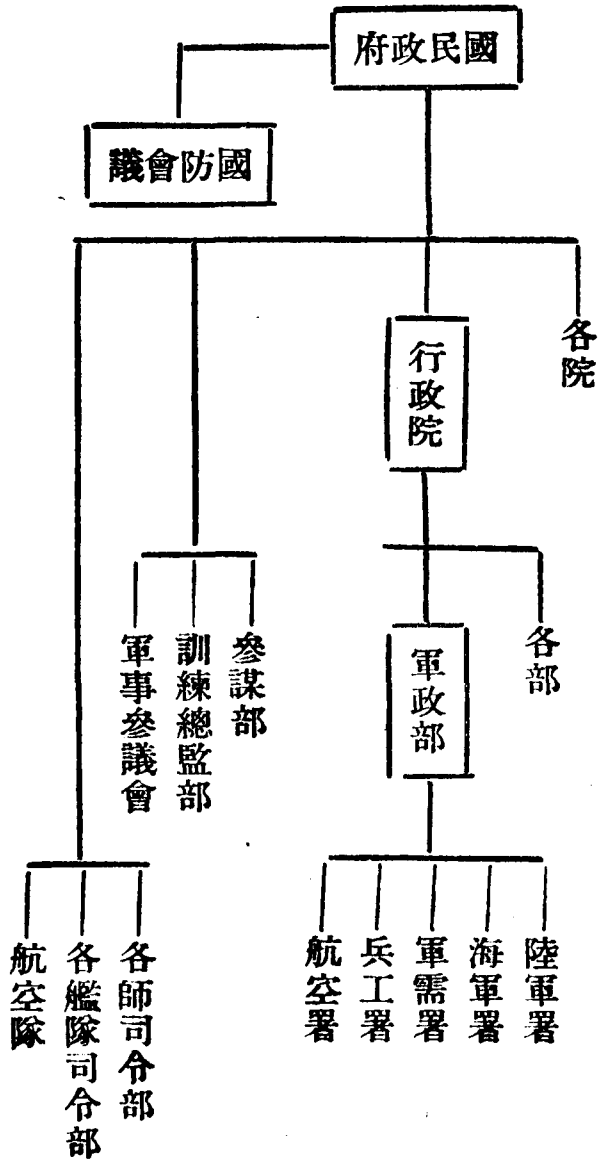 府政民國
議會防國
各院
行政院
各部
軍政部
參謀部
訓練總監部
軍事參議會
陸軍署
海軍署
軍需署
兵工署
航空署
各師司令部
各艦隊司令部
航空隊